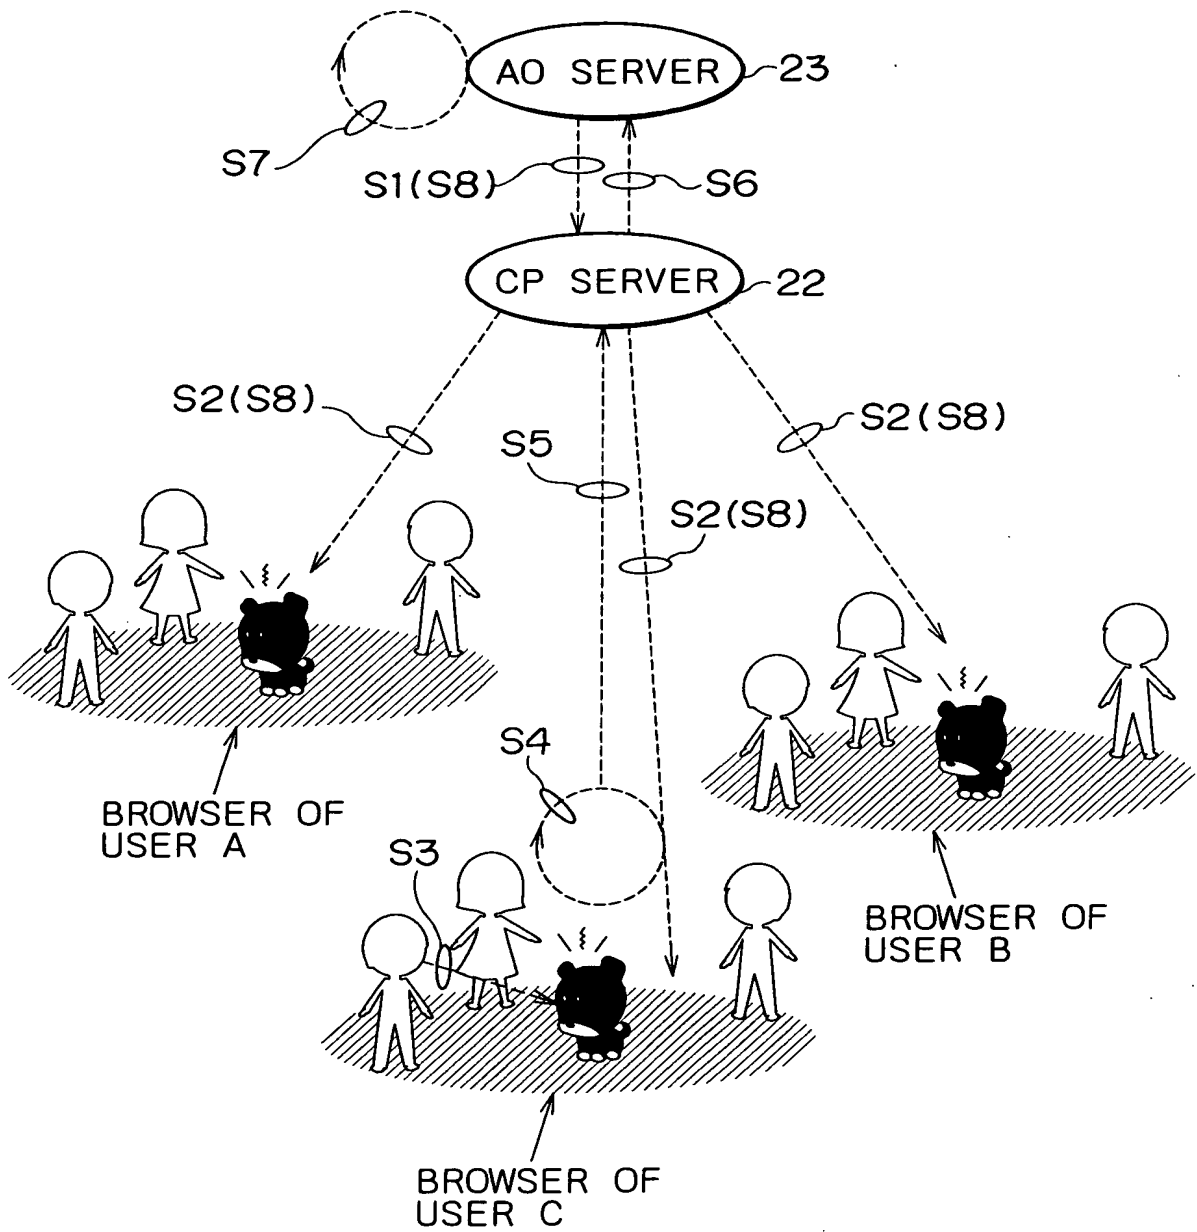 AO SERVER
23
S7
S1(S8)
S6
CP SERVER
22
S2(S8)
S2(S8)
S5
S2(S8)
S4
BROWSER OF
USER A
S3
BROWSER OF
USER B
BROWSER OF
USER C